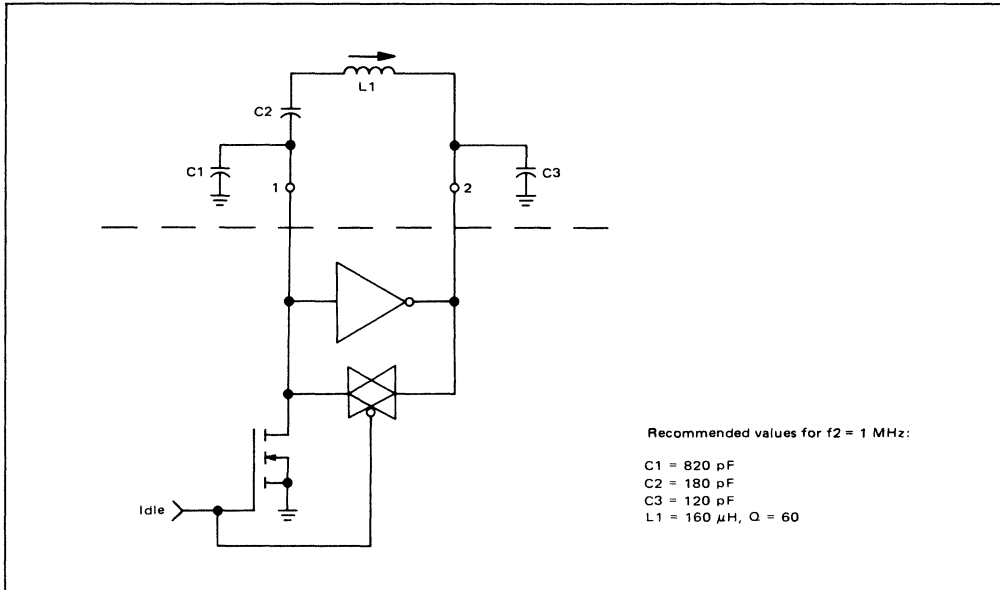 L1
C2
C1
C3
1
2
Idle
Recommended values for f2 = 1 MHz:
C1 = 820 pF
C2 = 180 pF
C3 = 120 pF
L1 = 160 μH, Q = 60